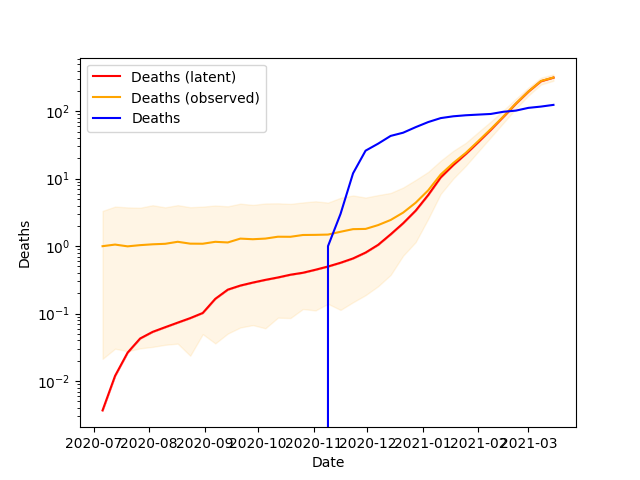 Deaths (latent)
Deaths (observed)
Deaths
10²
10¹
10⁰
10⁻¹
10⁻²
Deaths
2020-07 2020-08 2020-09 2020-10 2020-11 2020-12 2021-01 2021-02 2021-03
Date